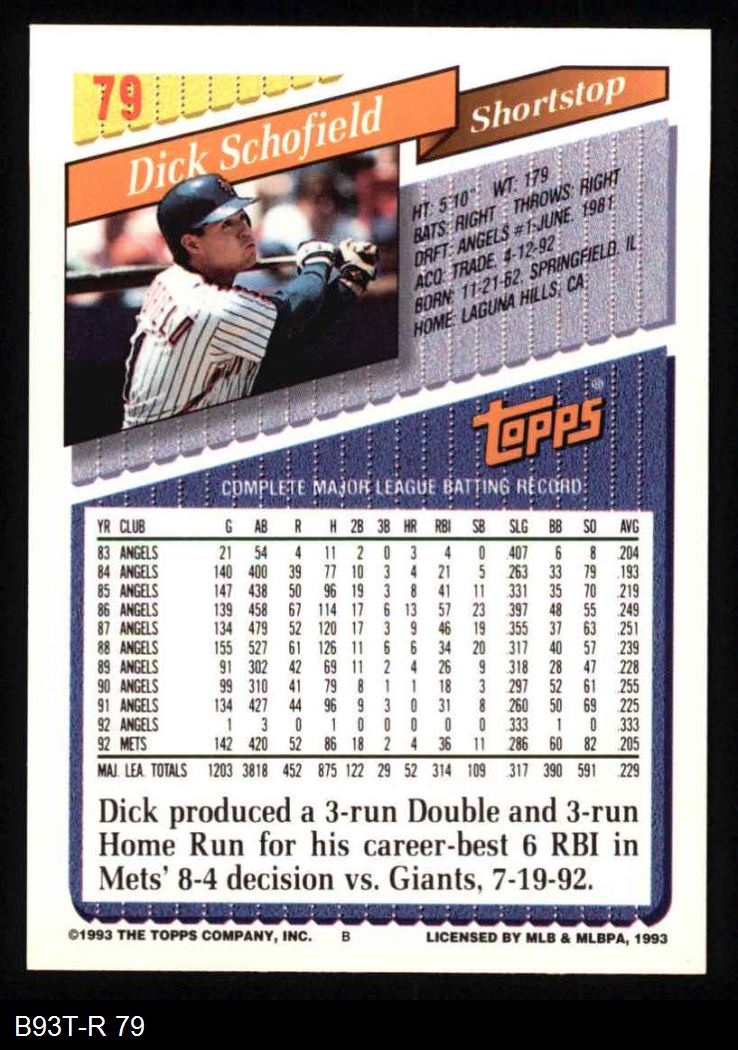 79
Dick Schofield
Shortstop
HT: 5'10" WT: 179
BATS: RIGHT THROWS: RIGHT
DRFT: ANGELS #1-JUNE, 1981
ACQ: TRADE, 4-12-92
BORN: 11-21-62, SPRINGFIELD, IL
HOME: LAGUNA HILLS, CA
TOPPS®
COMPLETE MAJOR LEAGUE BATTING RECORD
YR CLUB G AB R H 2B 3B HR RBI SB SLG BB SO AVG
83 ANGELS 21 54 4 11 2 0 3 4 0 .407 6 8 .204
84 ANGELS 140 400 39 77 10 3 4 21 5 .263 33 79 .193
85 ANGELS 147 438 50 96 19 3 8 41 11 .331 35 70 .219
86 ANGELS 139 458 67 114 17 6 13 57 23 .397 48 55 .249
87 ANGELS 134 479 52 120 17 3 9 46 19 .355 37 63 .251
88 ANGELS 155 527 61 126 11 6 6 34 20 .317 40 57 .239
89 ANGELS 91 302 42 69 11 2 4 26 9 .318 28 47 .228
90 ANGELS 99 310 41 79 8 1 1 18 3 .297 52 61 .255
91 ANGELS 134 427 44 96 9 3 0 31 8 .260 50 69 .225
92 ANGELS 1 3 0 1 0 0 0 0 0 .333 1 0 .333
92 METS 142 420 52 86 18 2 4 36 11 .286 60 82 .205
MAJ. LEA. TOTALS 1203 3818 452 875 122 29 52 314 109 .317 390 591 .229
Dick produced a 3-run Double and 3-run
Home Run for his career-best 6 RBI in
Mets' 8-4 decision vs. Giants, 7-19-92.
©1993 THE TOPPS COMPANY, INC. B LICENSED BY MLB & MLBPA, 1993
B93T-R 79